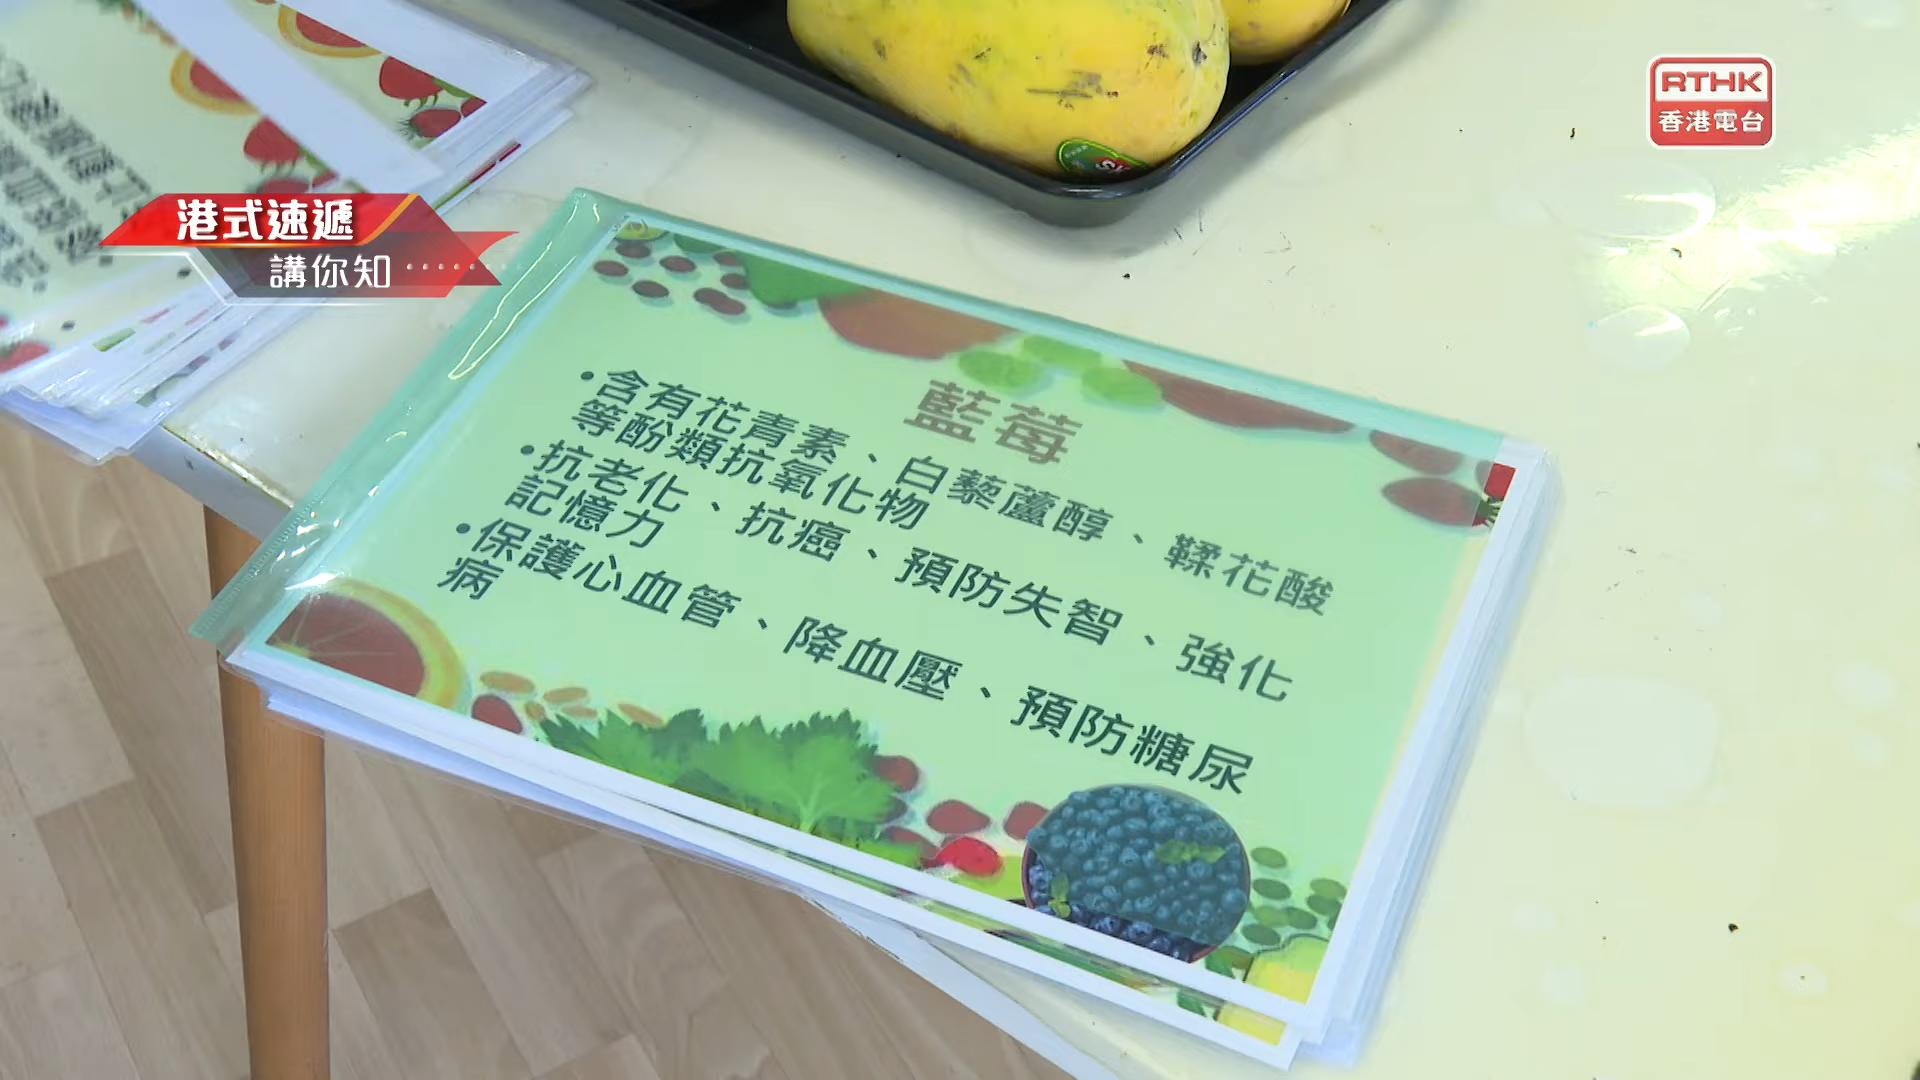 RTHK
香港電台
港式速遞
講你知
藍莓
•含有花青素、白藜蘆醇、鞣花酸
等酚類抗氧化物
•抗老化、抗癌、預防失智、強化
記憶力
•保護心血管、降血壓、預防糖尿
病